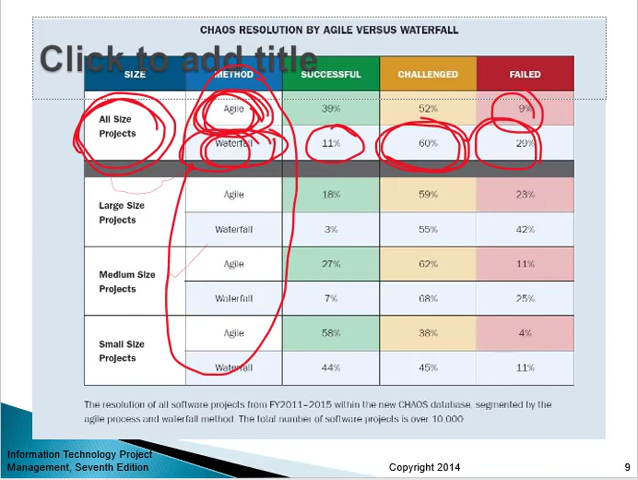 CHAOS RESOLUTION BY AGILE VERSUS WATERFALL
Click to add title
SIZE METHOD SUCCESSFUL CHALLENGED FAILED
All Size Projects Agile 39% 52% 9%
Waterfall 11% 60% 29%
Large Size Projects Agile 18% 59% 23%
Waterfall 3% 55% 42%
Medium Size Projects Agile 27% 62% 11%
Waterfall 7% 68% 25%
Small Size Projects Agile 58% 38% 4%
Waterfall 44% 45% 11%
The resolution of all software projects from FY2011–2015 within the new CHAOS database, segmented by the
agile process and waterfall method. The total number of software projects is over 10,000.
Information Technology Project
Management, Seventh Edition Copyright 2014 9